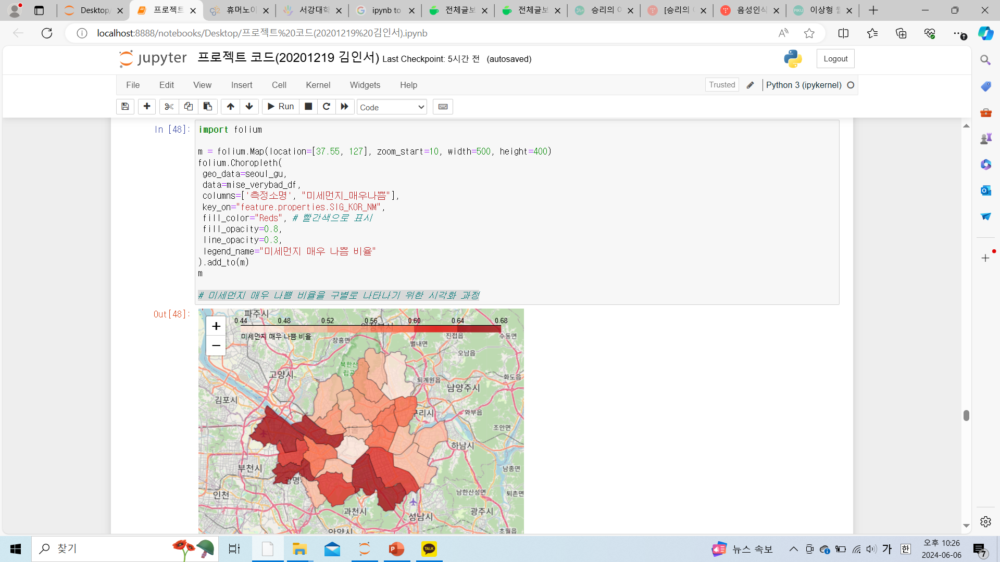 Desktop/
프로젝트
휴머노이
서강대학
ipynb to
전체글보
전체글보
승리의 이
[승리의
음성인식
이상형 월
localhost:8888/notebooks/Desktop/프로젝트%20코드(20201219%20김인서).ipynb
jupyter 프로젝트 코드(20201219 김인서) Last Checkpoint: 5시간 전 (autosaved)
Logout
File Edit View Insert Cell Kernel Widgets Help
Trusted Python 3 (ipykernel)
Run Code
In [48]:
import folium
m = folium.Map(location=[37.55, 127], zoom_start=10, width=500, height=400)
folium.Choropleth(
geo_data=seoul_gu,
data=mise_verybad_df,
columns=['측정소명', "미세먼지_매우나쁨"],
key_on="feature.properties.SIG_KOR_NM",
fill_color="Reds", # 빨간색으로 표시
fill_opacity=0.8,
line_opacity=0.3,
legend_name="미세먼지 매우 나쁨 비율"
).add_to(m)
m
# 미세먼지 매우 나쁨 비율을 구별로 나타나기 위한 시각화 과정
Out[48]:
+
−
파주시
0.44 0.48 0.52 0.56 0.60 0.64 0.68
의정부시
미세먼지 매우 나쁨 비율
장흥면
별내면
진접읍
수동면
오남읍
북한산국
립공원
고양시
퇴계원읍
화도읍
남양주시
김포시
구리시
와부읍
조안면
서울
하남시
부천시
남종면
광명시
인천
남한산성면
퇴촌면
과천시
성남시
광주시
안양시
초월읍
찾기
뉴스 속보
가
한
오후 10:26
2024-06-06
7
TALK